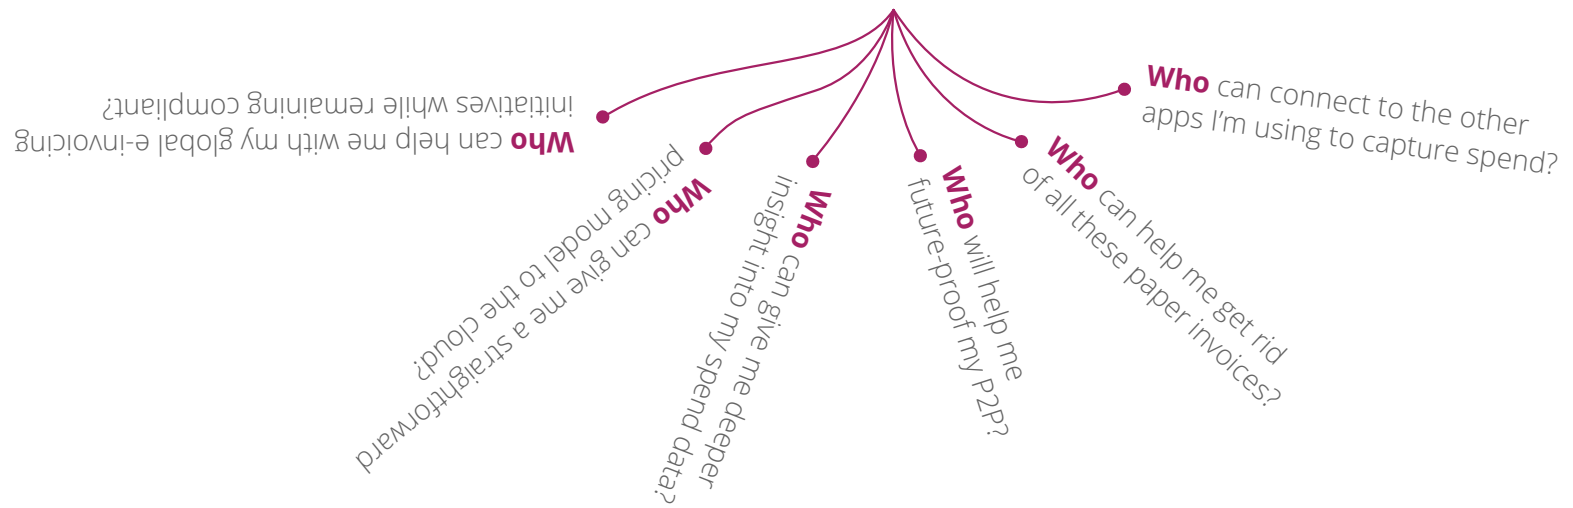 Who can help me with my global e-invoicing
initiatives while remaining compliant?
Who can give me a straightforward
pricing model to the cloud?
Who can give me deeper
insight into my spend data?
Who will help me
future-proof my P2P?
Who can help me get rid
of all these paper invoices?
Who can connect to the other
apps I’m using to capture spend?